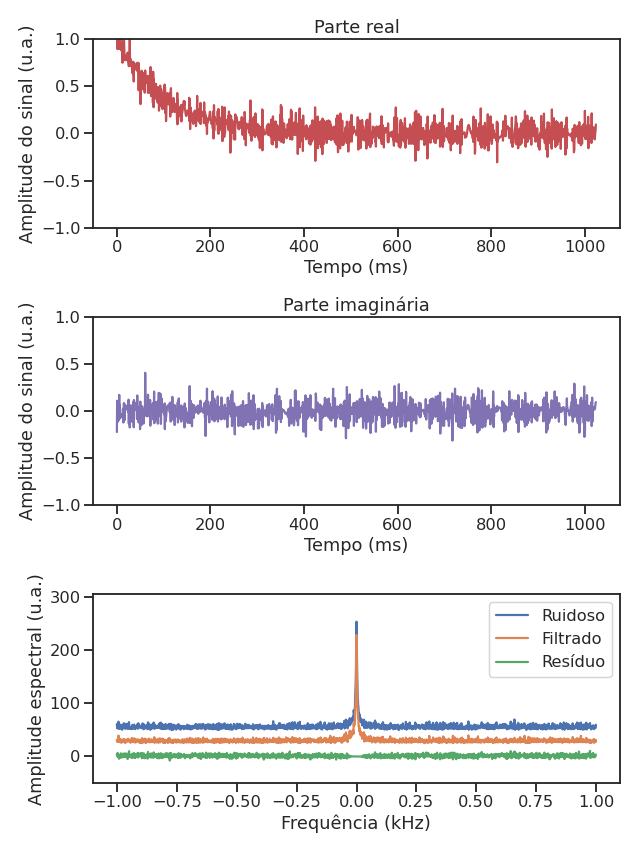 Parte real
Amplitude do sinal (u.a.)
1.0
0.5
0.0
−0.5
−1.0
0 200 400 600 800 1000
Tempo (ms)
Parte imaginária
Amplitude do sinal (u.a.)
1.0
0.5
0.0
−0.5
−1.0
0 200 400 600 800 1000
Tempo (ms)
Amplitude espectral (u.a.)
300
200
100
0
Ruidoso
Filtrado
Resíduo
−1.00 −0.75 −0.50 −0.25 0.00 0.25 0.50 0.75 1.00
Frequência (kHz)